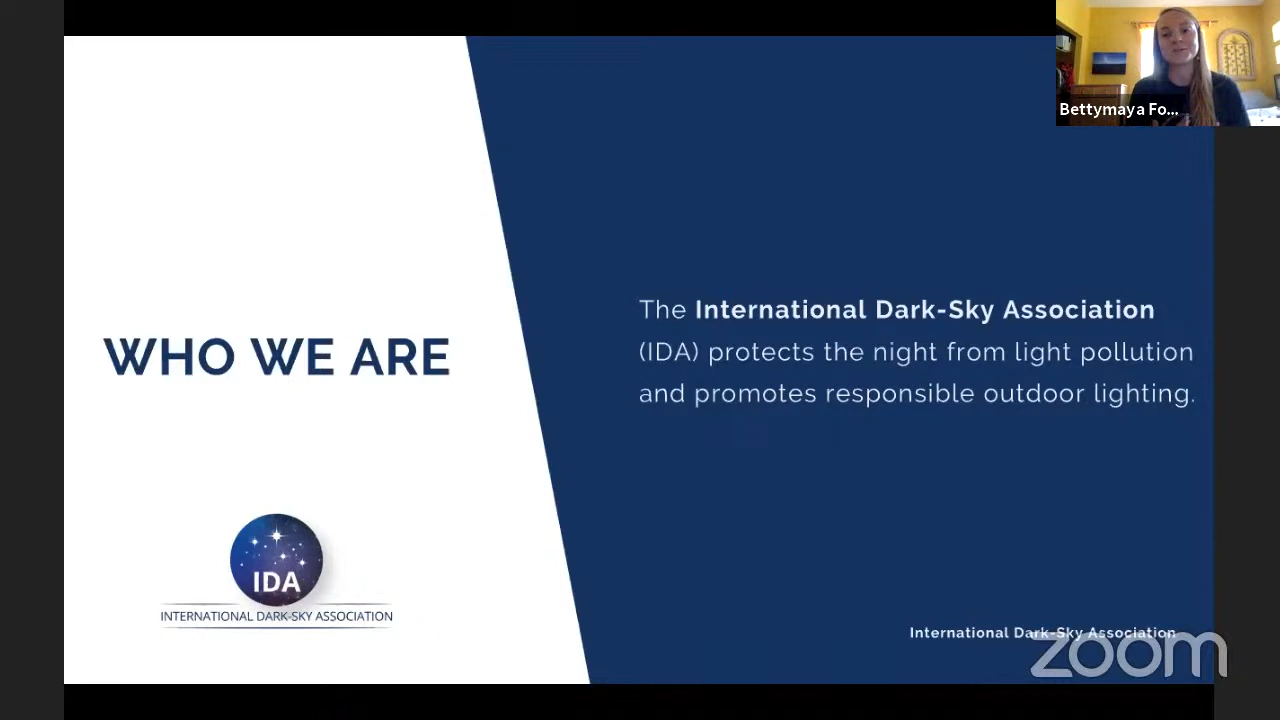 Bettymaya Fo...
WHO WE ARE
The International Dark-Sky Association
(IDA) protects the night from light pollution
and promotes responsible outdoor lighting.
IDA
INTERNATIONAL DARK-SKY ASSOCIATION
International Dark-Sky Association
zoom